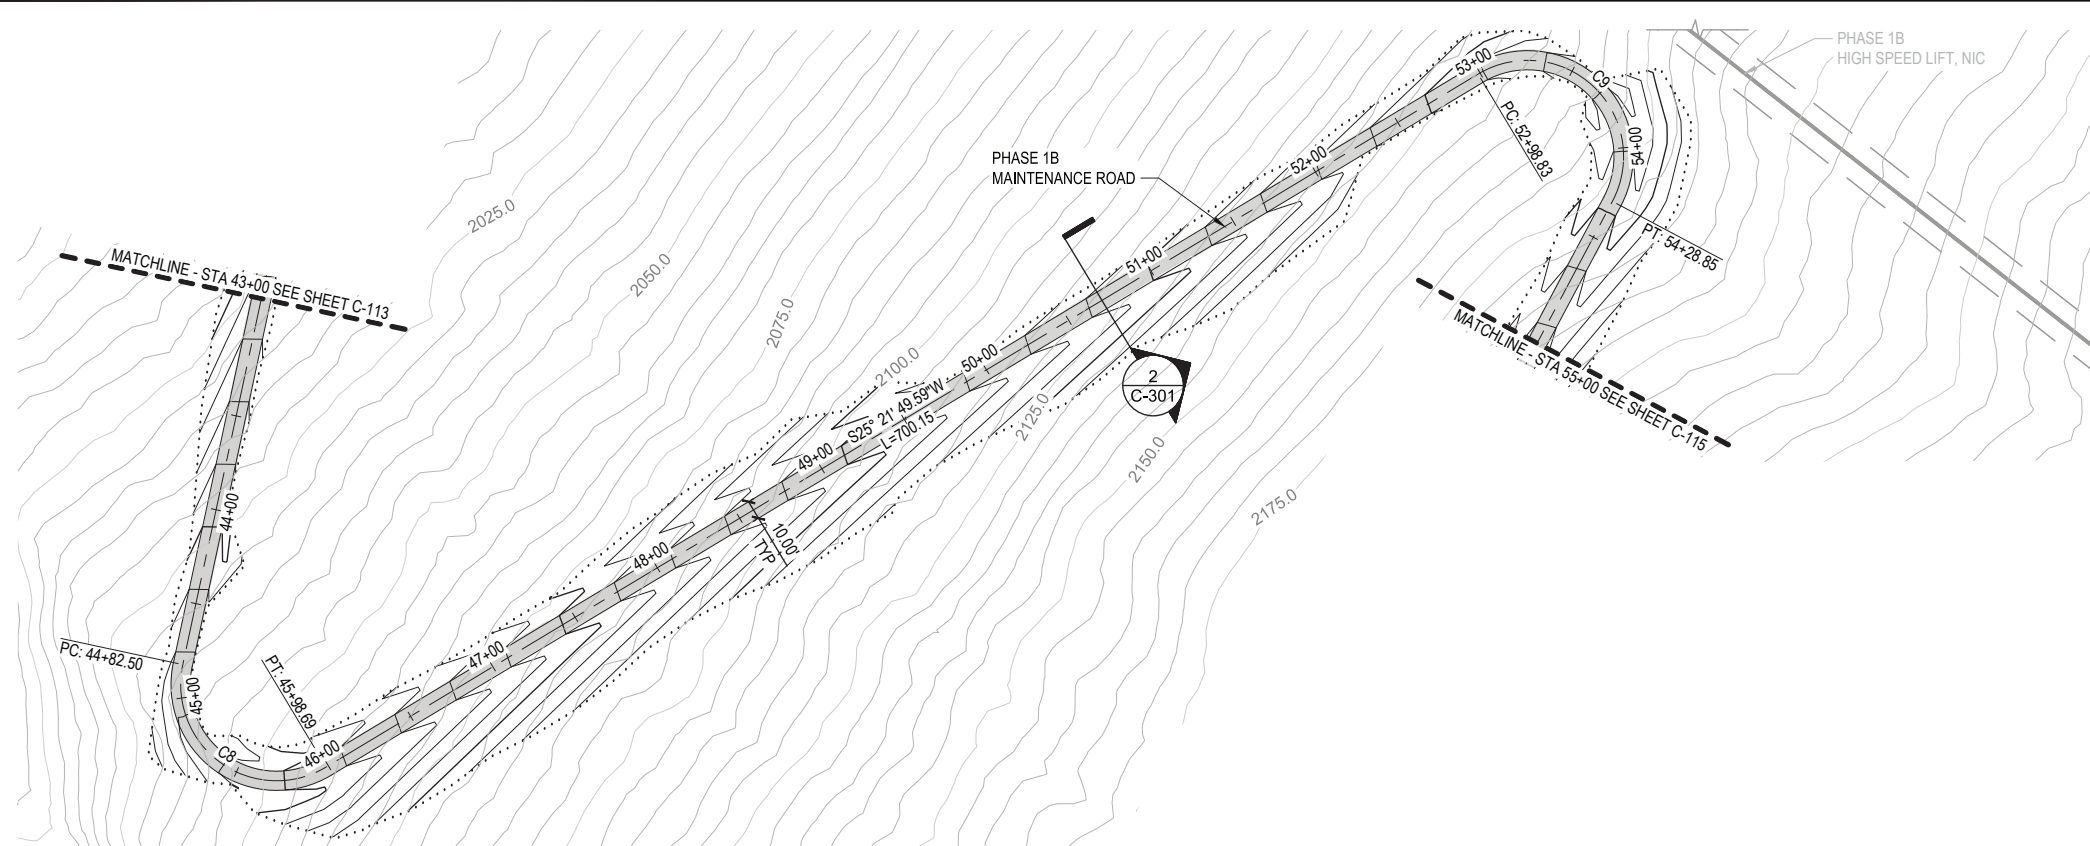 PHASE 1B
HIGH SPEED LIFT, NIC
53+00
C9
PC: 52+98.83
54+00
PHASE 1B
MAINTENANCE ROAD
52+00
2025.0
PT: 54+28.85
51+00
MATCHLINE - STA 43+00 SEE SHEET C-113
2050.0
2075.0
MATCHLINE - STA 55+00 SEE SHEET C-115
50+00
2100.0
2
C-301
S25° 21' 49.59"W
L=700.15
2125.0
2150.0
49+00
2175.0
44+00
10.00'
TYP
48+00
47+00
PC: 44+82.50
PT: 45+98.69
45+00
C8
46+00